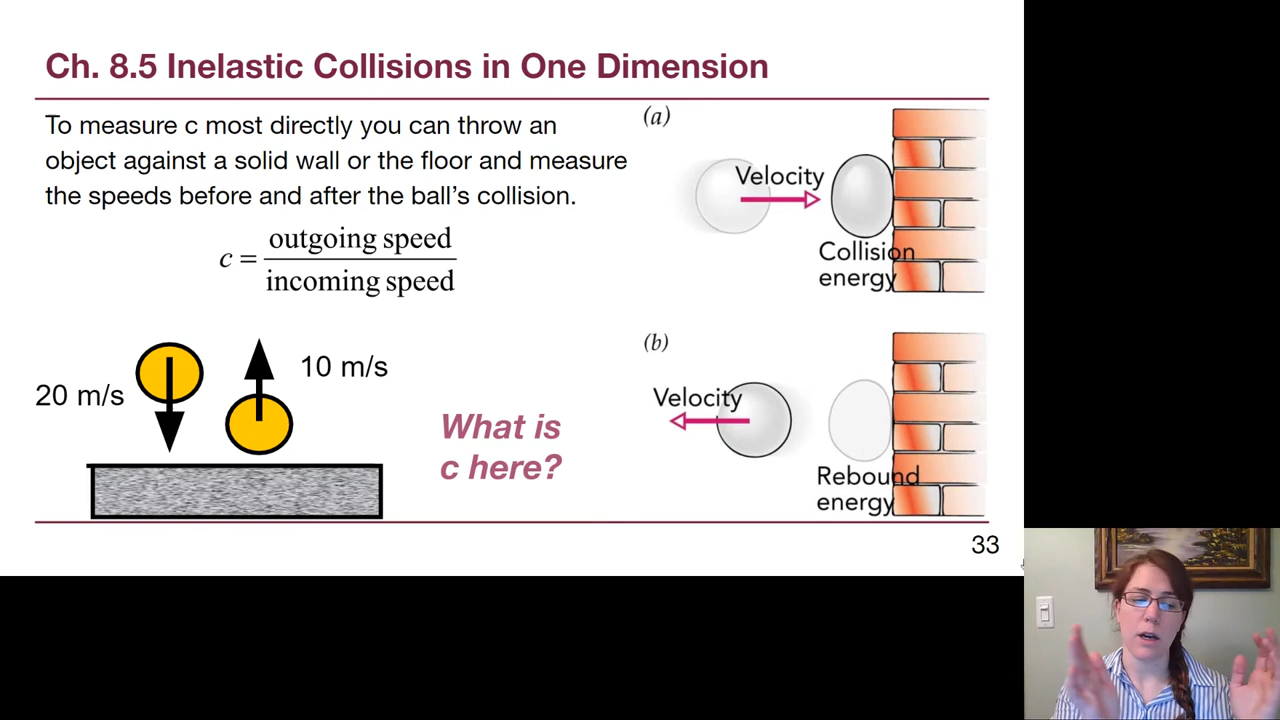 Ch. 8.5 Inelastic Collisions in One Dimension
To measure c most directly you can throw an
object against a solid wall or the floor and measure
the speeds before and after the ball's collision.
c = outgoing speed
incoming speed
20 m/s
10 m/s
What is
c here?
(a)
Velocity
Collision
energy
(b)
Velocity
Rebound
energy
33